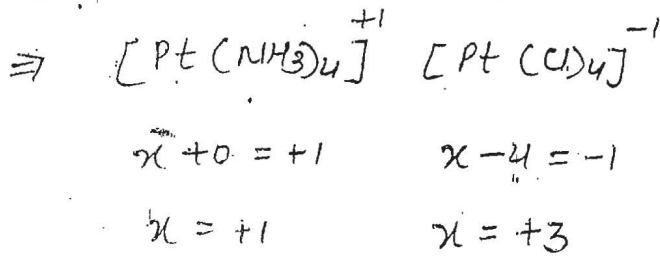 ⇒ [Pt(NH3)4]^+1 [Pt(Cl)4]^-1
x + 0 = +1 x - 4 = -1
x = +1 x = +3